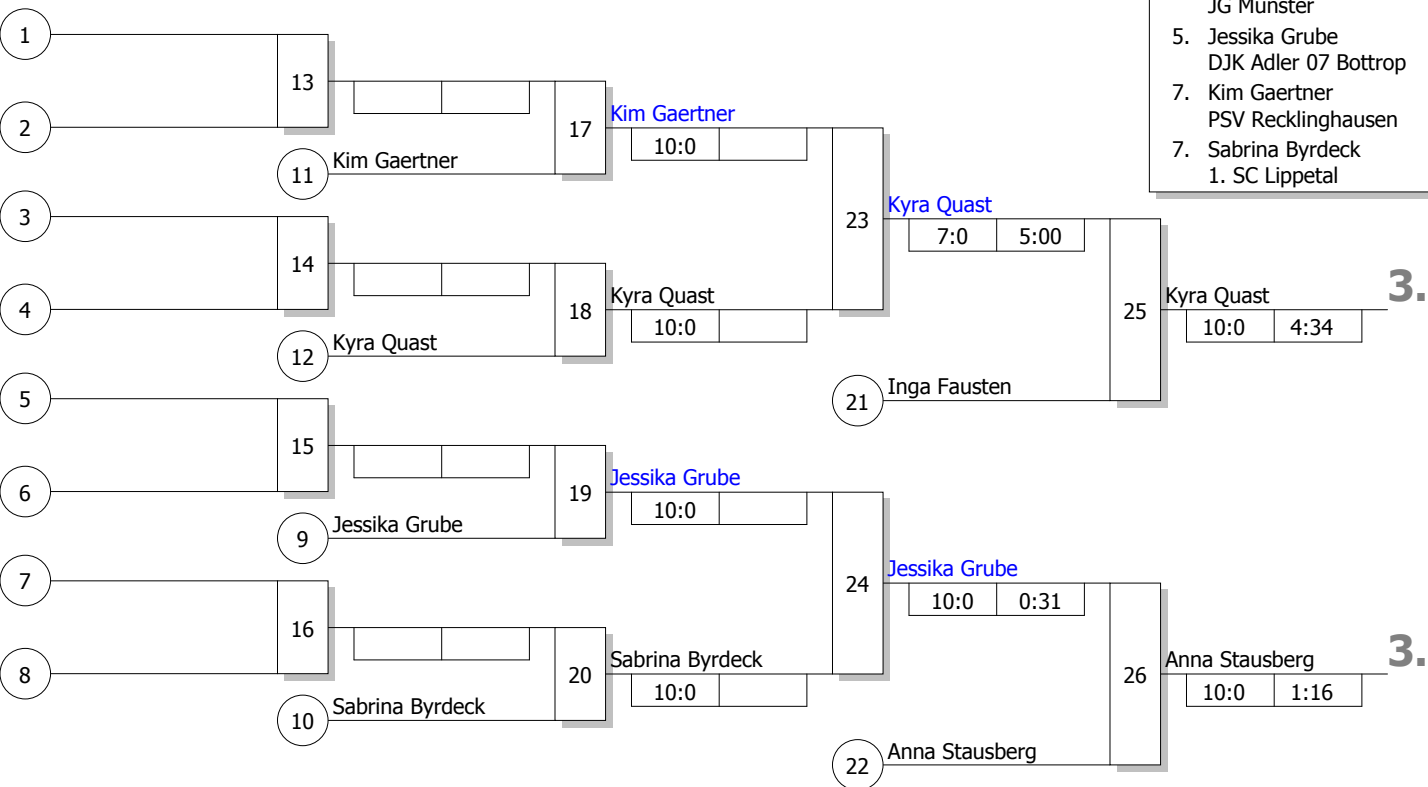 JG Münster
5. Jessika Grube
DJK Adler 07 Bottrop
7. Kim Gaertner
PSV Recklinghausen
7. Sabrina Byrdeck
1. SC Lippetal
1
2
13
11 Kim Gaertner
17
Kim Gaertner
10:0
3
4
14
12 Kyra Quast
18
Kyra Quast
10:0
23
Kyra Quast
7:0 5:00
21 Inga Fausten
25
Kyra Quast 3.
10:0 4:34
5
6
15
9 Jessika Grube
19
Jessika Grube
10:0
7
8
16
10 Sabrina Byrdeck
20
Sabrina Byrdeck
10:0
24
Jessika Grube
10:0 0:31
22 Anna Stausberg
26
Anna Stausberg 3.
10:0 1:16